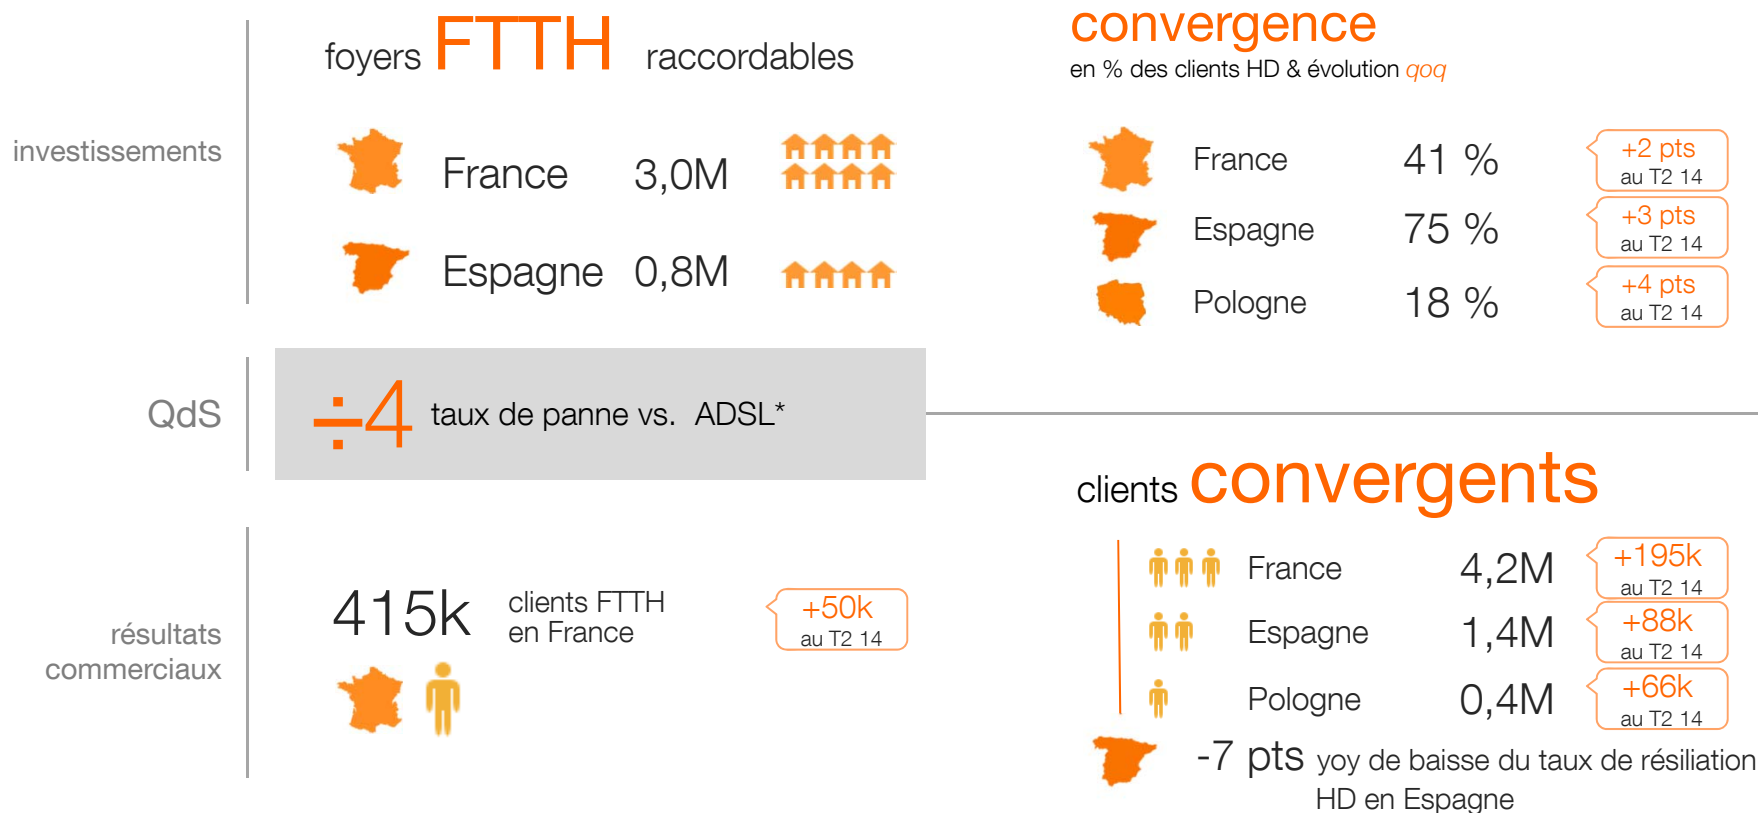 foyers FTTH raccordables
investissements
France 3,0M
Espagne 0,8M
QdS
÷4 taux de panne vs. ADSL*
résultats
commerciaux
415k clients FTTH
en France
+50k
au T2 14
convergence
en % des clients HD & évolution qoq
France 41 % +2 pts
au T2 14
Espagne 75 % +3 pts
au T2 14
Pologne 18 % +4 pts
au T2 14
clients convergents
France 4,2M +195k
au T2 14
Espagne 1,4M +88k
au T2 14
Pologne 0,4M +66k
au T2 14
-7 pts yoy de baisse du taux de résiliation
HD en Espagne